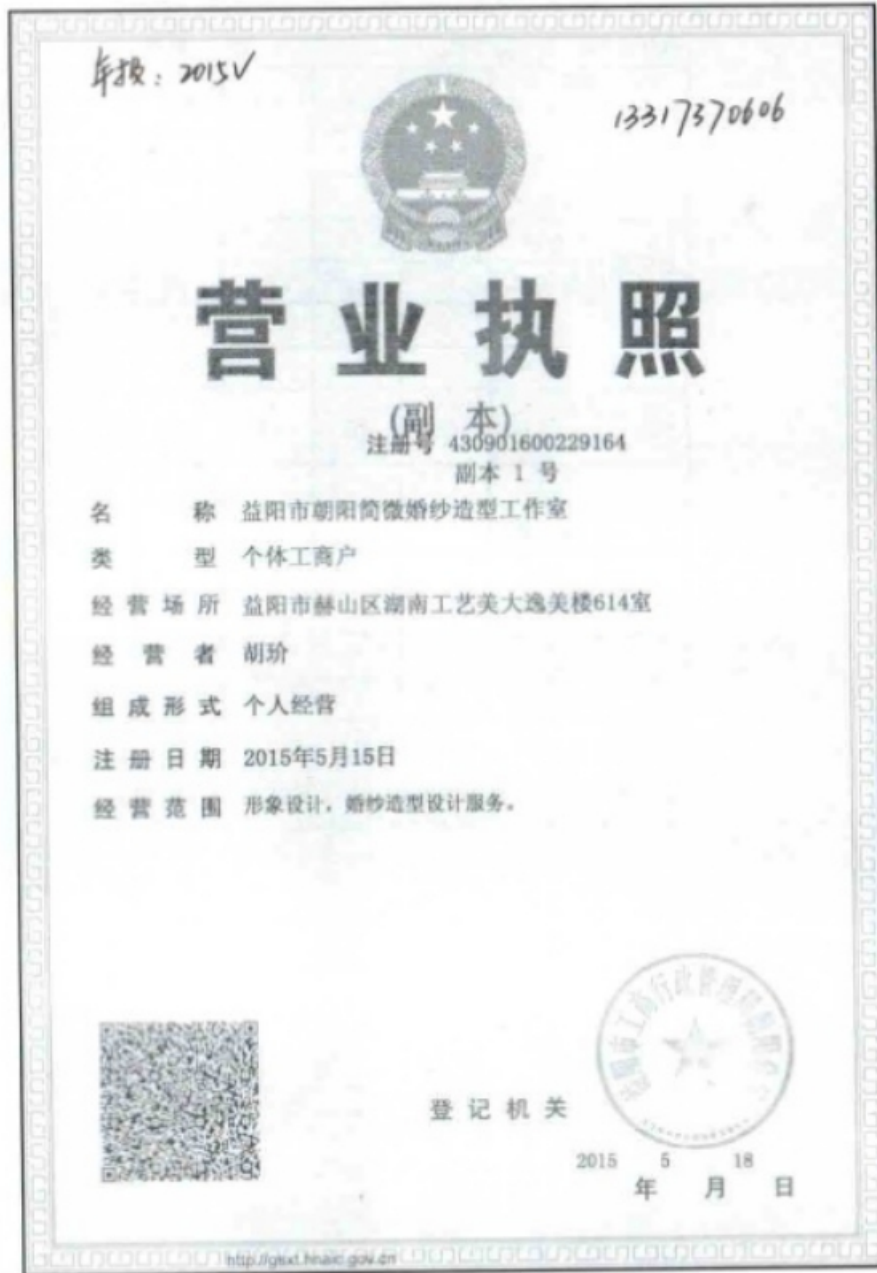 年报：2015√
13317370606
营业执照
(副 本)
注册号 430901600229164
副本 1 号
名 称 益阳市朝阳简微婚纱造型工作室
类 型 个体工商户
经营场所 益阳市赫山区湖南工艺美大逸美楼614室
经 营 者 胡玠
组成形式 个人经营
注册日期 2015年5月15日
经营范围 形象设计，婚纱造型设计服务。
登记机关
2015 5 18
年 月 日
http://gsxt.hnaic.gov.cn